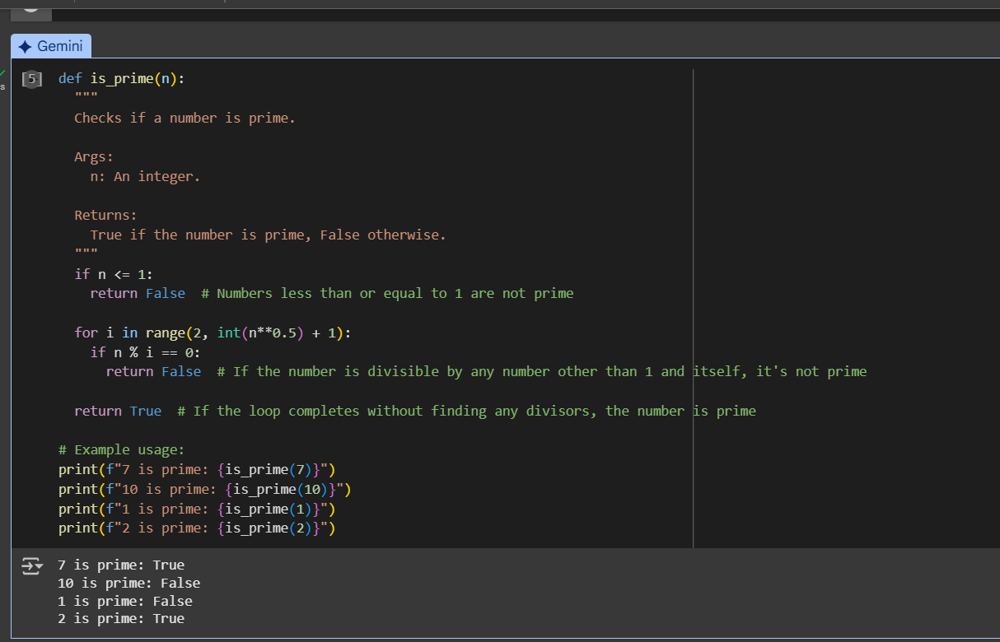 Gemini
[5] def is_prime(n):
"""
Checks if a number is prime.
Args:
n: An integer.
Returns:
True if the number is prime, False otherwise.
"""
if n <= 1:
return False  # Numbers less than or equal to 1 are not prime
for i in range(2, int(n**0.5) + 1):
if n % i == 0:
return False  # If the number is divisible by any number other than 1 and itself, it's not prime
return True  # If the loop completes without finding any divisors, the number is prime
# Example usage:
print(f"7 is prime: {is_prime(7)}")
print(f"10 is prime: {is_prime(10)}")
print(f"1 is prime: {is_prime(1)}")
print(f"2 is prime: {is_prime(2)}")
7 is prime: True
10 is prime: False
1 is prime: False
2 is prime: True